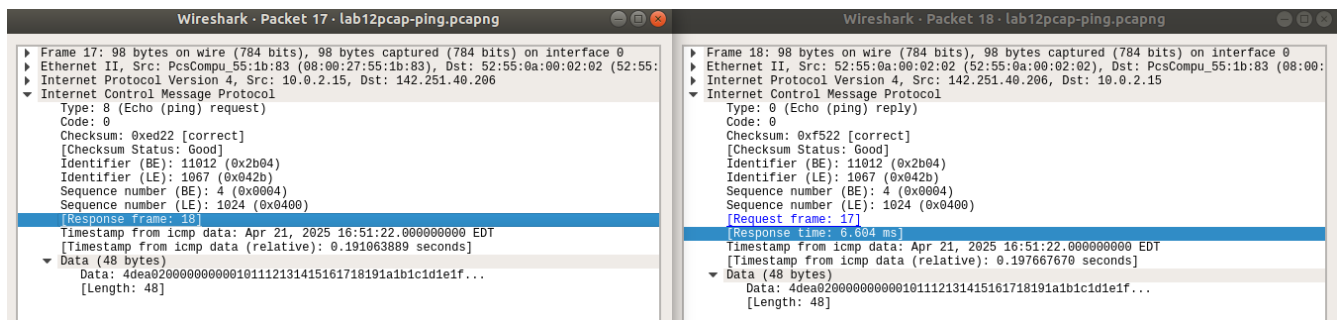 Wireshark · Packet 17 · lab12pcap-ping.pcapng
Frame 17: 98 bytes on wire (784 bits), 98 bytes captured (784 bits) on interface 0
Ethernet II, Src: PcsCompu_55:1b:83 (08:00:27:55:1b:83), Dst: 52:55:0a:00:02:02 (52:55:
Internet Protocol Version 4, Src: 10.0.2.15, Dst: 142.251.40.206
Internet Control Message Protocol
Type: 8 (Echo (ping) request)
Code: 0
Checksum: 0xed22 [correct]
[Checksum Status: Good]
Identifier (BE): 11012 (0x2b04)
Identifier (LE): 1067 (0x042b)
Sequence number (BE): 4 (0x0004)
Sequence number (LE): 1024 (0x0400)
[Response frame: 18]
Timestamp from icmp data: Apr 21, 2025 16:51:22.000000000 EDT
[Timestamp from icmp data (relative): 0.191063889 seconds]
Data (48 bytes)
Data: 4dea020000000000101112131415161718191a1b1c1d1e1f...
[Length: 48]
Wireshark · Packet 18 · lab12pcap-ping.pcapng
Frame 18: 98 bytes on wire (784 bits), 98 bytes captured (784 bits) on interface 0
Ethernet II, Src: 52:55:0a:00:02:02 (52:55:0a:00:02:02), Dst: PcsCompu_55:1b:83 (08:00:
Internet Protocol Version 4, Src: 142.251.40.206, Dst: 10.0.2.15
Internet Control Message Protocol
Type: 0 (Echo (ping) reply)
Code: 0
Checksum: 0xf522 [correct]
[Checksum Status: Good]
Identifier (BE): 11012 (0x2b04)
Identifier (LE): 1067 (0x042b)
Sequence number (BE): 4 (0x0004)
Sequence number (LE): 1024 (0x0400)
[Request frame: 17]
[Response time: 6.604 ms]
Timestamp from icmp data: Apr 21, 2025 16:51:22.000000000 EDT
[Timestamp from icmp data (relative): 0.197667670 seconds]
Data (48 bytes)
Data: 4dea020000000000101112131415161718191a1b1c1d1e1f...
[Length: 48]